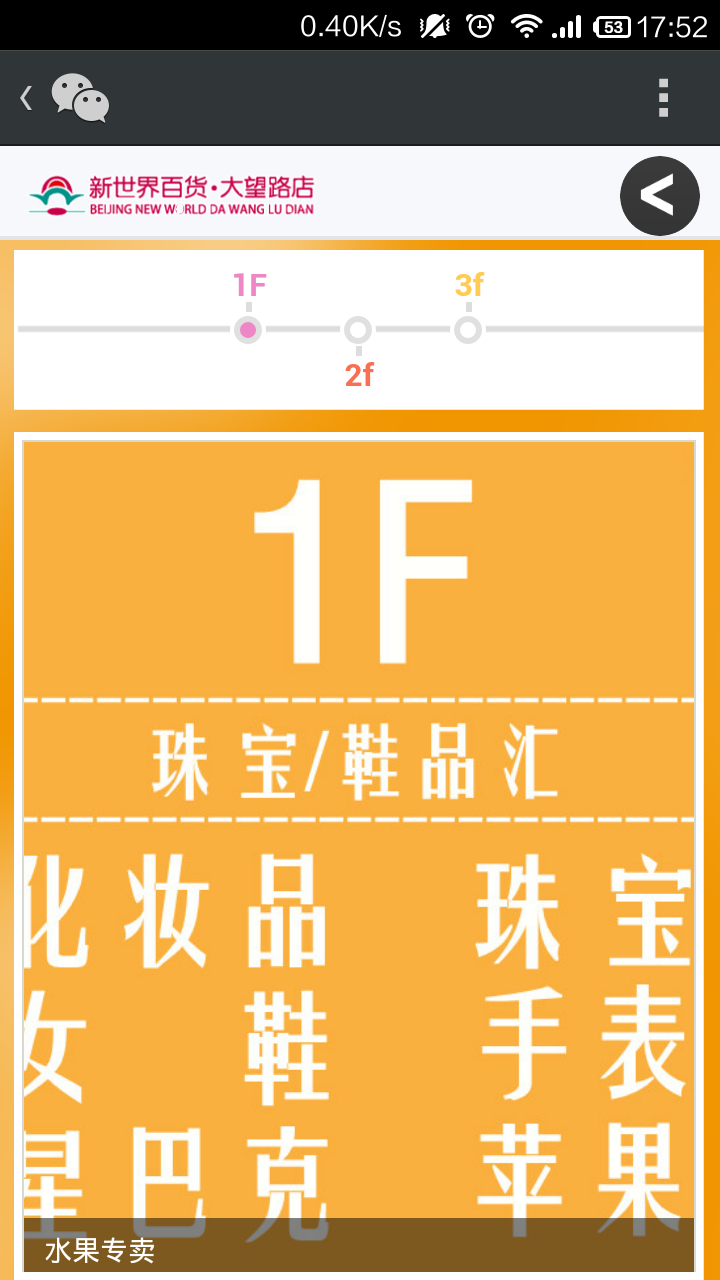 0.40K/s 53 17:52
新世界百货·大望路店
BEIJING NEW WORLD DA WANG LU DIAN
1F 3f
2f
1F
珠宝/鞋品汇
化妆品 珠宝
女鞋 手表
星巴克 苹果
水果专卖